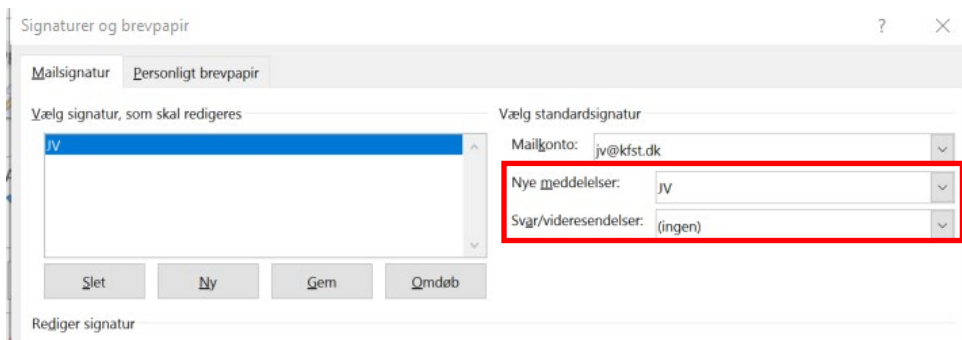 Signaturer og brevpapir ? ×
Mailsignatur Personligt brevpapir
Vælg signatur, som skal redigeres
JV
Slet Ny Gem Omdøb
Vælg standardsignatur
Mailkonto: jv@kfst.dk
Nye meddelelser: JV
Svar/videresendelser: (ingen)
Rediger signatur